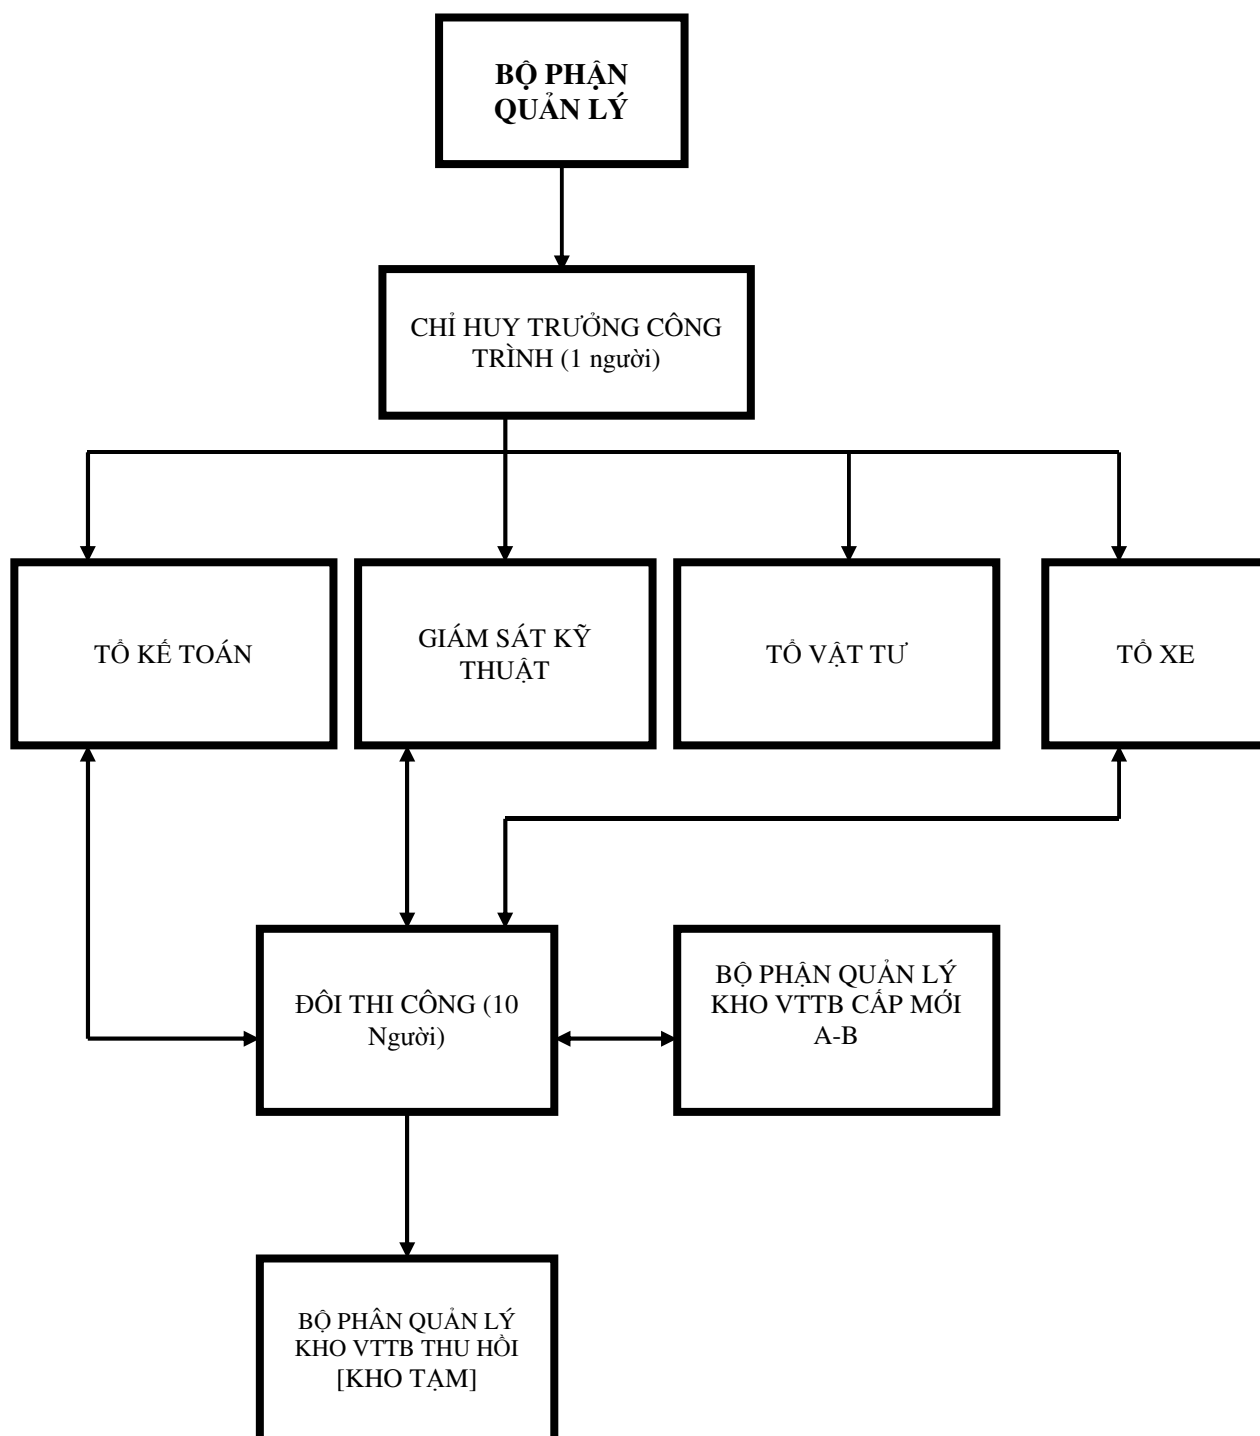 BỘ PHẬN
QUẢN LÝ
CHỈ HUY TRƯỞNG CÔNG
TRÌNH (1 người)
TỔ KẾ TOÁN
GIÁM SÁT KỸ
THUẬT
TỔ VẬT TƯ
TỔ XE
ĐÔI THI CÔNG (10
Người)
BỘ PHẬN QUẢN LÝ
KHO VTTB CẤP MỚI
A-B
BỘ PHÂN QUẢN LÝ
KHO VTTB THU HỒI
[KHO TẠM]